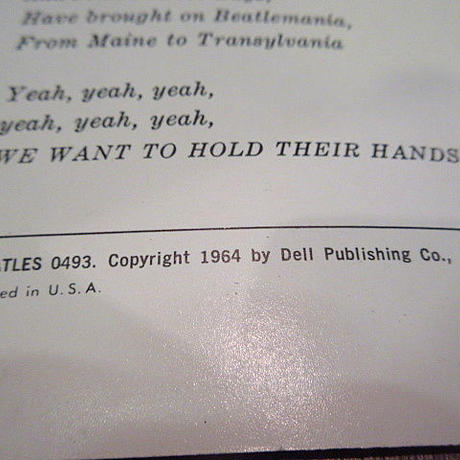 Have brought on Beatlemania,
From Maine to Transylvania
Yeah, yeah, yeah,
yeah, yeah, yeah,
WE WANT TO HOLD THEIR HANDS
TLES 0493. Copyright 1964 by Dell Publishing Co.,
ed in U.S.A.